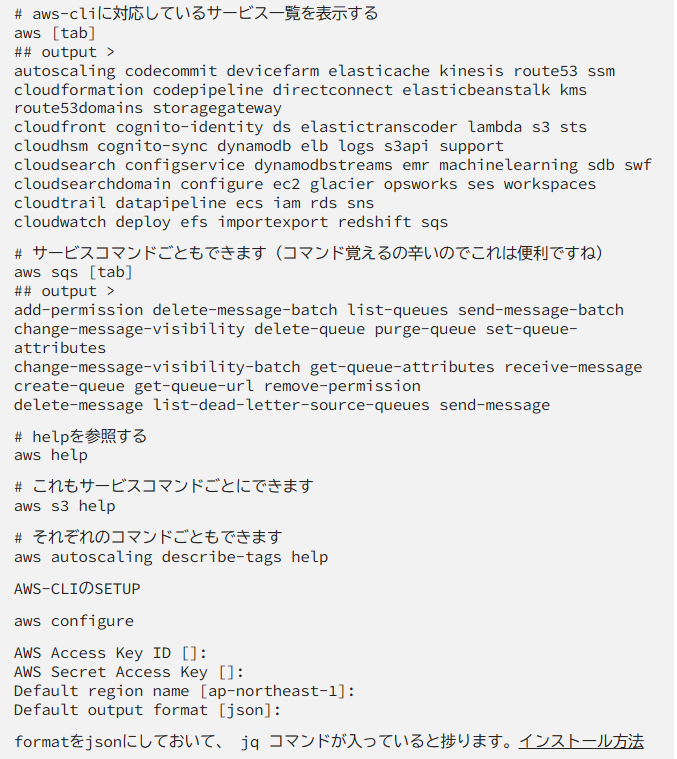 # aws-cliに対応しているサービス一覧を表示する
aws [tab]
## output >
autoscaling codecommit devicefarm elasticache kinesis route53 ssm
cloudformation codepipeline directconnect elasticbeanstalk kms
route53domains storagegateway
cloudfront cognito-identity ds elastictranscoder lambda s3 sts
cloudhsm cognito-sync dynamodb elb logs s3api support
cloudsearch configservice dynamodbstreams emr machinelearning sdb swf
cloudsearchdomain configure ec2 glacier opsworks ses workspaces
cloudtrail datapipeline ecs iam rds sns
cloudwatch deploy efs importexport redshift sqs
# サービスコマンドごともできます（コマンド覚えるの辛いのでこれは便利ですね）
aws sqs [tab]
## output >
add-permission delete-message-batch list-queues send-message-batch
change-message-visibility delete-queue purge-queue set-queue-
attributes
change-message-visibility-batch get-queue-attributes receive-message
create-queue get-queue-url remove-permission
delete-message list-dead-letter-source-queues send-message
# helpを参照する
aws help
# これもサービスコマンドごとにできます
aws s3 help
# それぞれのコマンドごともできます
aws autoscaling describe-tags help
AWS-CLIのSETUP
aws configure
AWS Access Key ID []:
AWS Secret Access Key []:
Default region name [ap-northeast-1]:
Default output format [json]:
formatをjsonにしておいて、 jq コマンドが入っていると捗ります。インストール方法